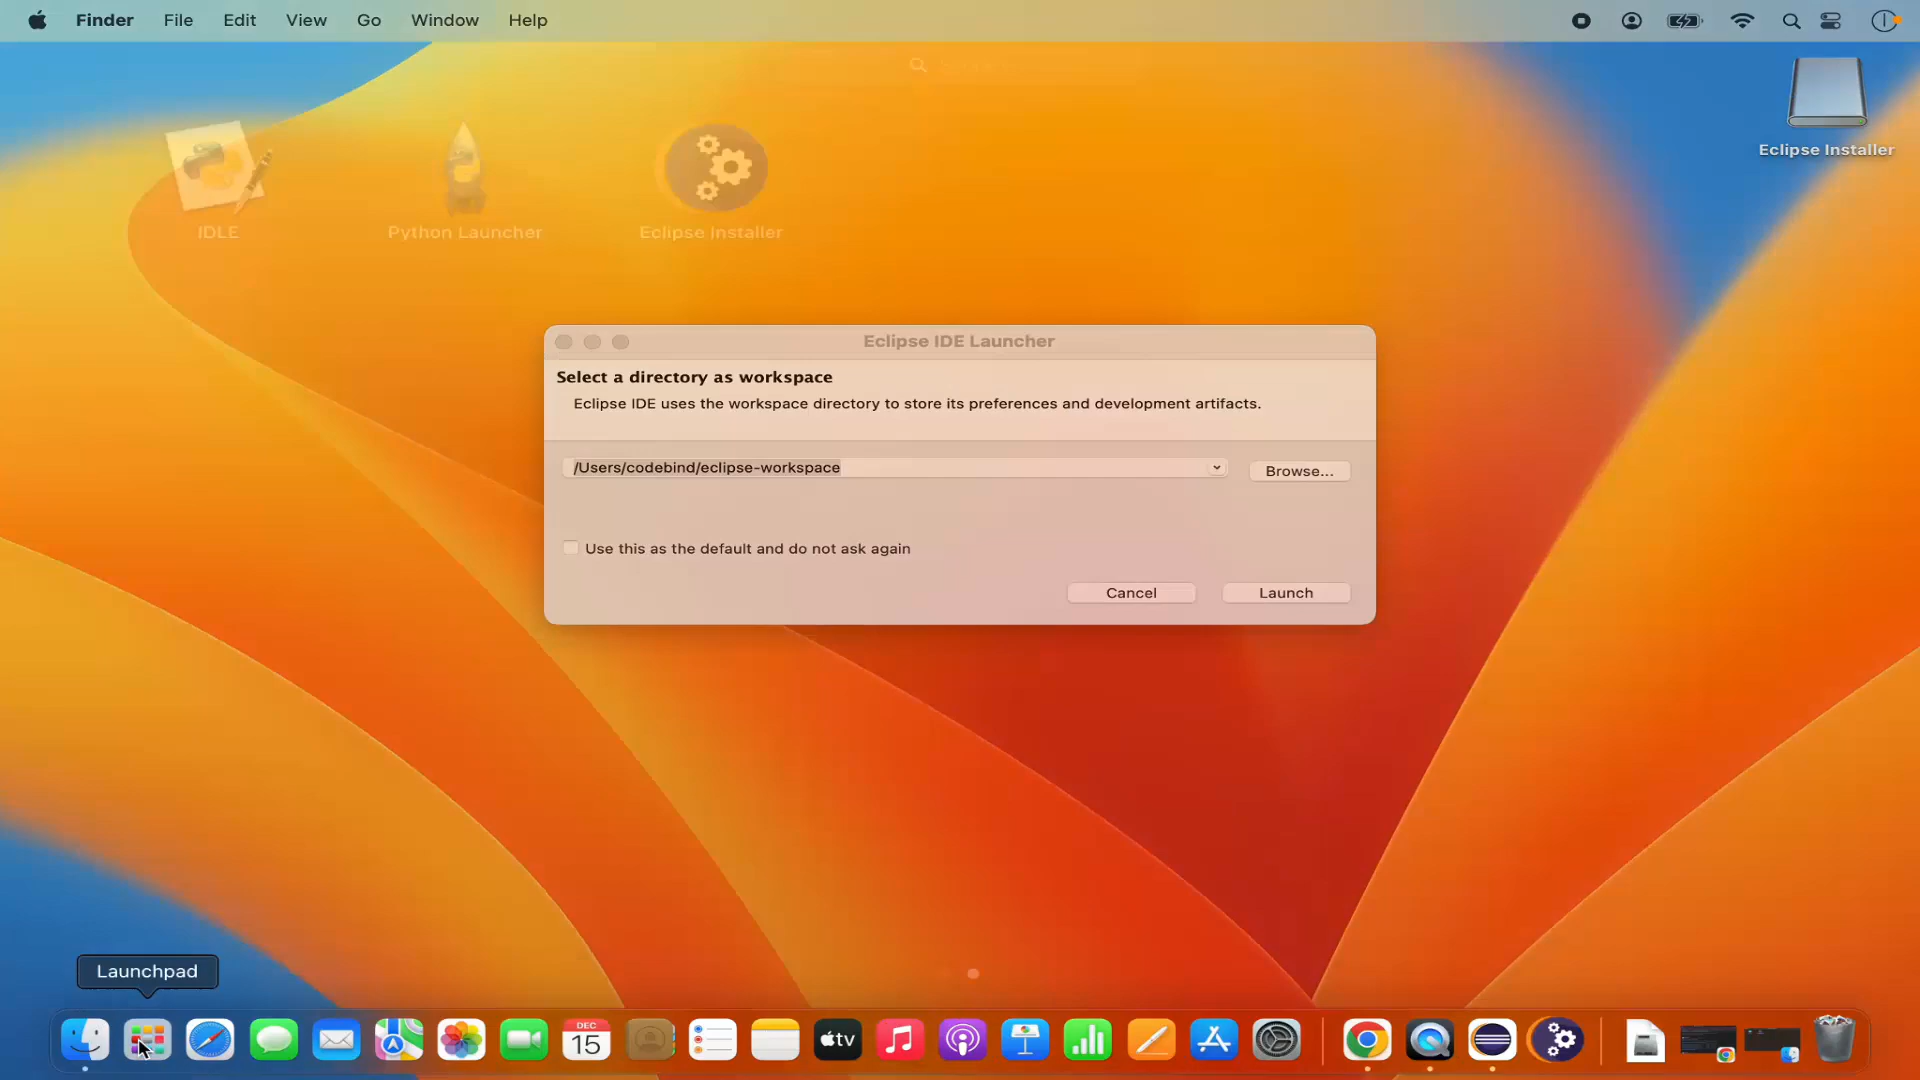 Finder File Edit View Go Window Help
Eclipse Installer
IDLE Python Launcher Eclipse Installer
Eclipse IDE Launcher
Select a directory as workspace
Eclipse IDE uses the workspace directory to store its preferences and development artifacts.
/Users/codebind/eclipse-workspace
Browse...
Use this as the default and do not ask again
Cancel Launch
Launchpad
DEC
15
tv